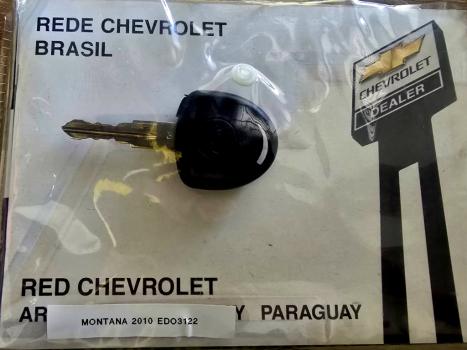 REDE CHEVROLET
BRASIL
CHEVROLET
DEALER
RED CHEVROLET
AR Y PARAGUAY
MONTANA 2010 EDO3122